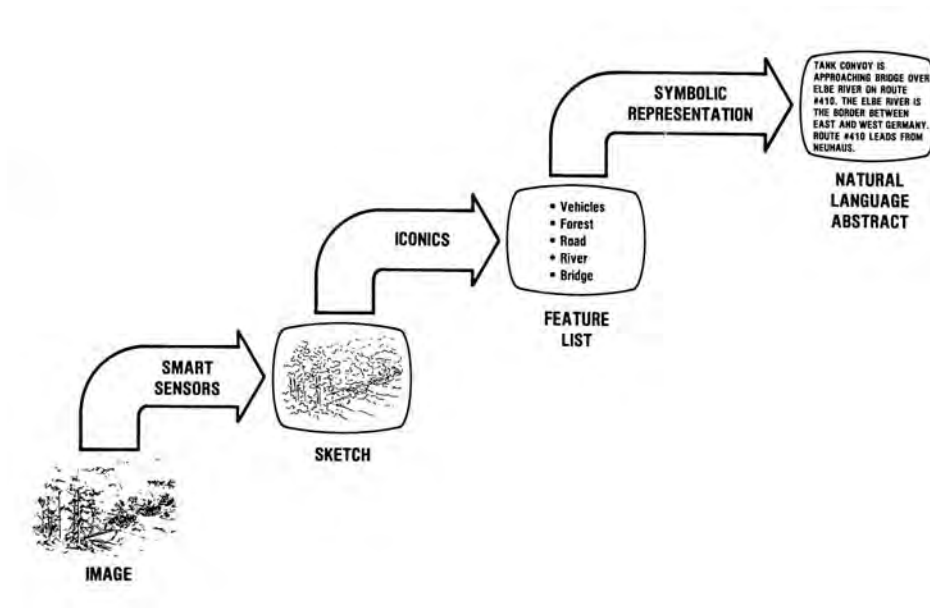 TANK CONVOY IS
APPROACHING BRIDGE OVER
ELBE RIVER ON ROUTE
#410. THE ELBE RIVER IS
THE BORDER BETWEEN
EAST AND WEST GERMANY.
ROUTE #410 LEADS FROM
NEUHAUS.
NATURAL
LANGUAGE
ABSTRACT
SYMBOLIC
REPRESENTATION
• Vehicles
• Forest
• Road
• River
• Bridge
FEATURE
LIST
ICONICS
SMART
SENSORS
SKETCH
IMAGE